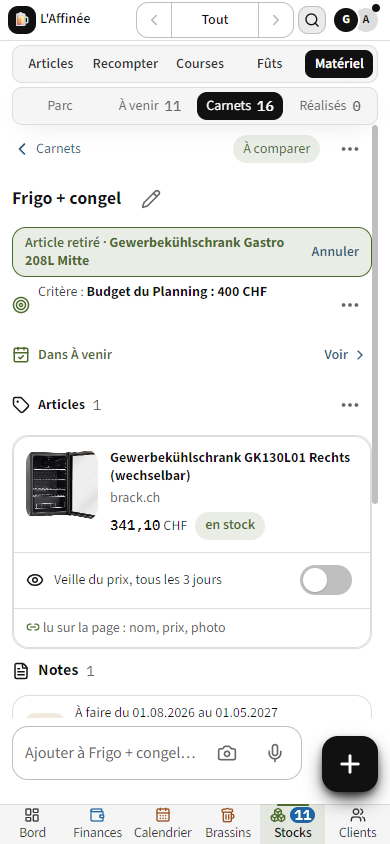 L'Affinée
Tout
G
A
Articles
Recompter
Courses
Fûts
Matériel
Parc
À venir 11
Carnets 16
Réalisés 0
Carnets
À comparer
Frigo + congel
Article retiré · Gewerbekühlschrank Gastro
208L Mitte
Annuler
Critère : Budget du Planning : 400 CHF
Dans À venir
Voir
Articles 1
Gewerbekühlschrank GK130L01 Rechts
(wechselbar)
brack.ch
341,10 CHF
en stock
Veille du prix, tous les 3 jours
lu sur la page : nom, prix, photo
Notes 1
À faire du 01.08.2026 au 01.05.2027
Ajouter à Frigo + congel…
11
Bord
Finances
Calendrier
Brassins
Stocks
Clients